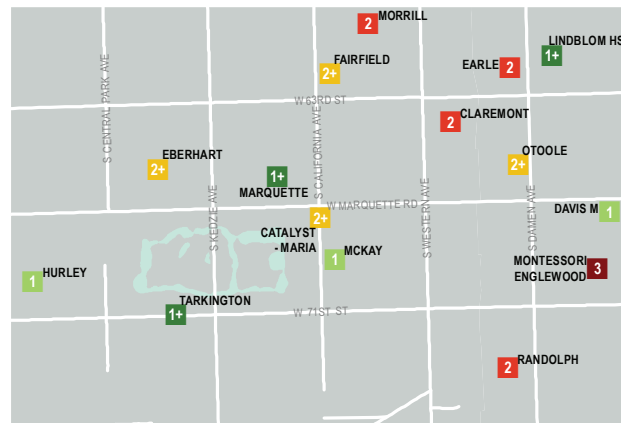 2 MORRILL
LINDBLOM HS
1+
FAIRFIELD
2+
EARLE 2
W 63RD ST
CLAREMONT
2
S CENTRAL PARK AVE
S CALIFORNIA AVE
EBERHART
2+
1+
MARQUETTE
OTOOLE
2+
S KEDZIE AVE
W MARQUETTE RD
S WESTERN AVE
S DAMEN AVE
DAVIS M 1
2+
CATALYST
- MARIA
MCKAY
1
MONTESSORI
ENGLEWOOD
3
HURLEY
1
TARKINGTON
1+
W 71ST ST
RANDOLPH
2